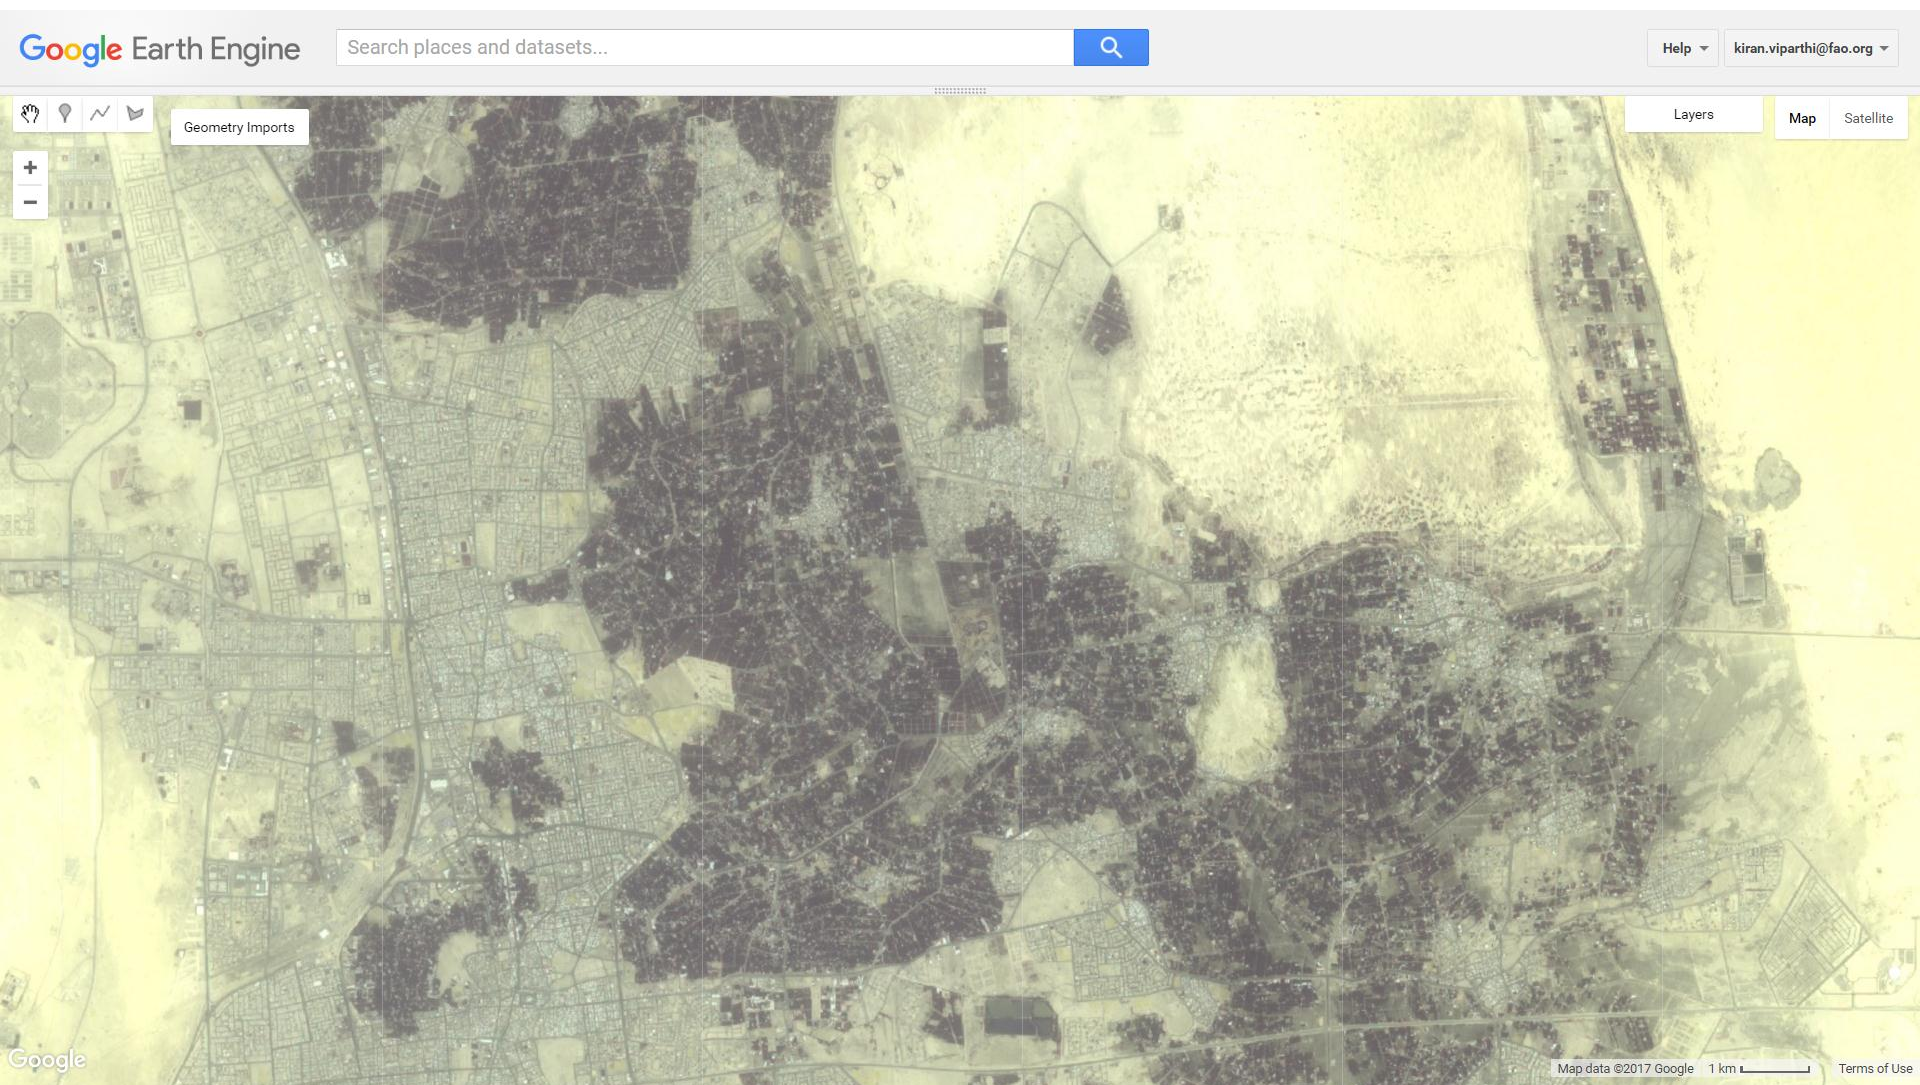 Google Earth Engine
Search places and datasets...
Help
kiran.viparthi@fao.org
Geometry Imports
Layers
Map
Satellite
+
−
Google
Map data ©2017 Google
1 km
Terms of Use